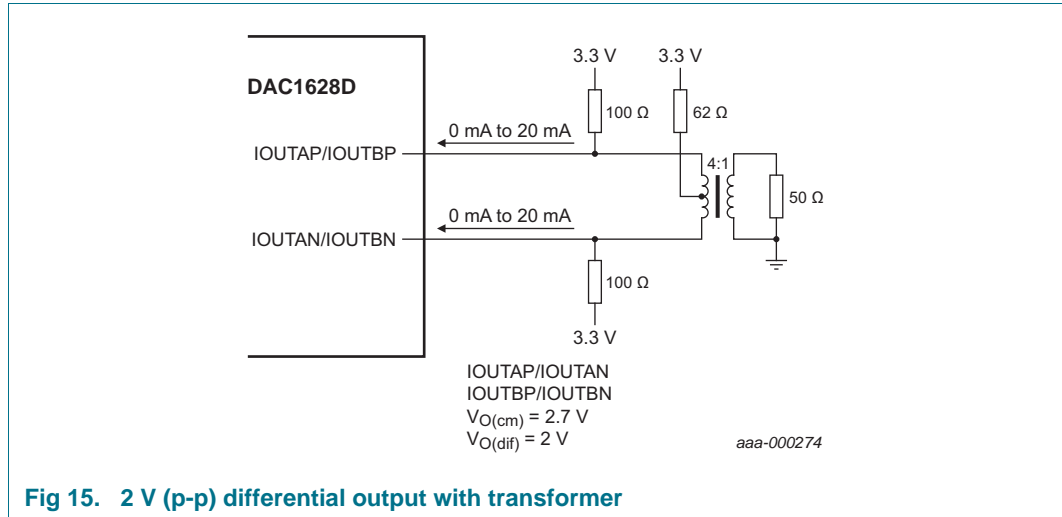 3.3 V 3.3 V
DAC1628D
100 Ω 62 Ω
0 mA to 20 mA
IOUTAP/IOUTBP
4:1
50 Ω
0 mA to 20 mA
IOUTAN/IOUTBN
100 Ω
3.3 V
IOUTAP/IOUTAN
IOUTBP/IOUTBN
VO(cm) = 2.7 V
VO(dif) = 2 V
aaa-000274
Fig 15. 2 V (p-p) differential output with transformer